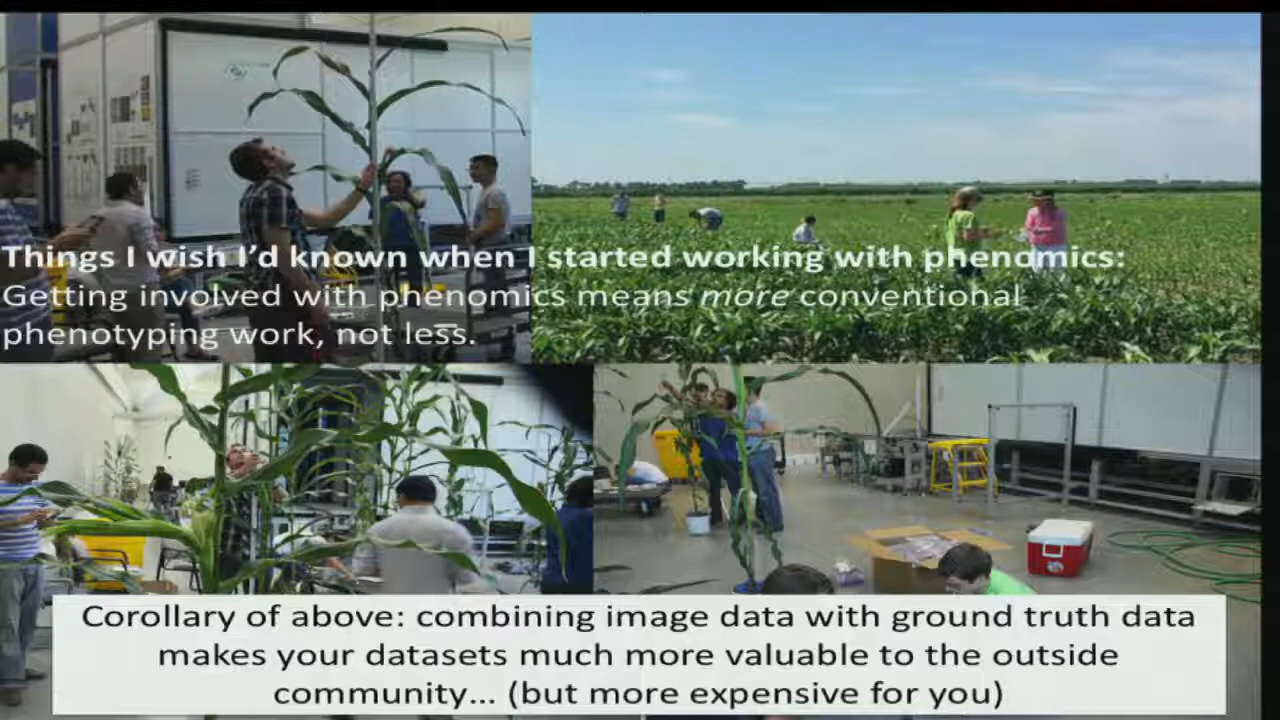 Things I wish I’d known when I started working with phenomics:
Getting involved with phenomics means more conventional
phenotyping work, not less.
Corollary of above: combining image data with ground truth data
makes your datasets much more valuable to the outside
community... (but more expensive for you)